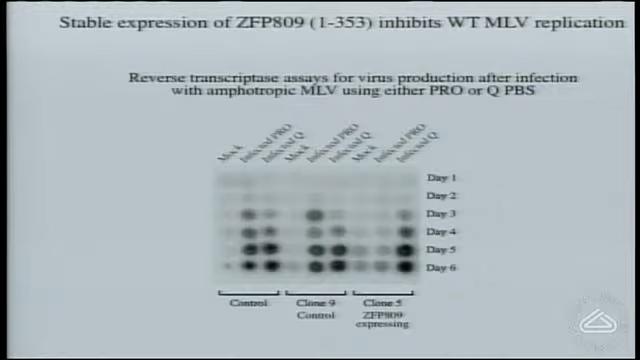 Stable expression of ZFP809 (1-353) inhibits WT MLV replication
Reverse transcriptase assays for virus production after infection
with amphotropic MLV using either PRO or Q PBS
Mock Infected PRO Infected Q Mock Infected PRO Infected Q Mock Infected PRO Infected Q
Day 1
Day 2
Day 3
Day 4
Day 5
Day 6
Control Clone 9 Clone 5
Control ZFP809
expressing